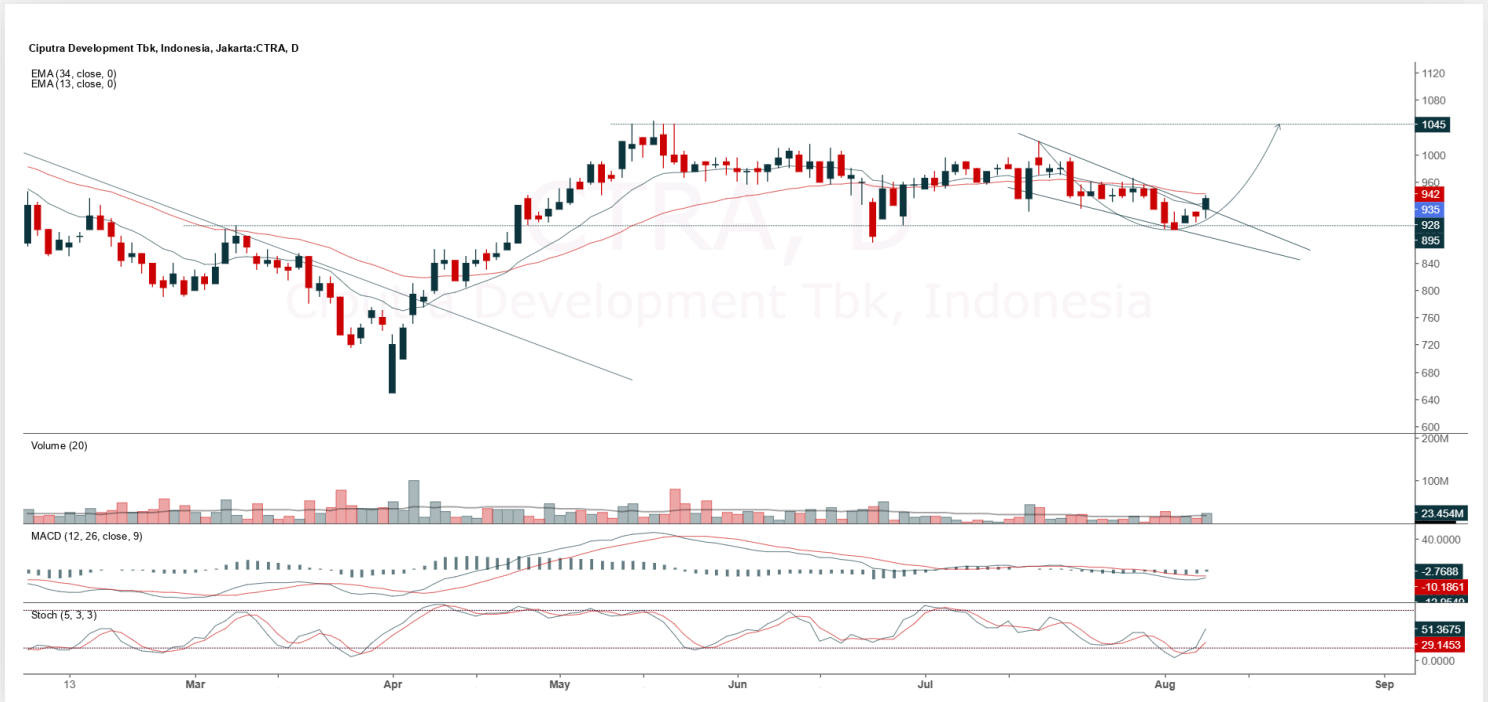 Ciputra Development Tbk, Indonesia, Jakarta:CTRA, D
EMA (34, close, 0)
EMA (13, close, 0)
CTRA, D
Ciputra Development Tbk, Indonesia
1120
1080
1045
1000
960
942
935
928
895
840
800
760
720
680
640
600
Volume (20)
200M
100M
23.454M
MACD (12, 26, close, 9)
40.0000
-2.7688
-10.1861
Stoch (5, 3, 3)
51.3675
29.1453
0.0000
13 Mar Apr May Jun Jul Aug Sep